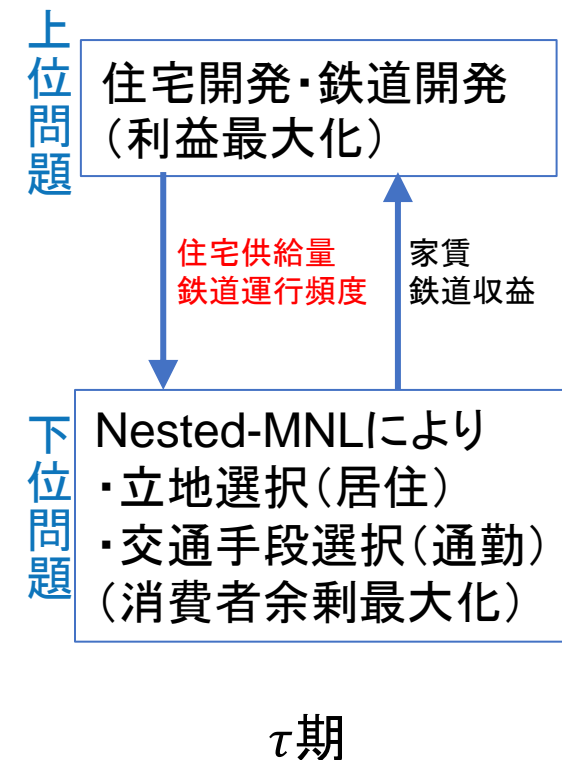 上位問題
住宅開発・鉄道開発
（利益最大化）
住宅供給量
鉄道運行頻度
家賃
鉄道収益
下位問題
Nested-MNLにより
・立地選択（居住）
・交通手段選択（通勤）
（消費者余剰最大化）
τ期